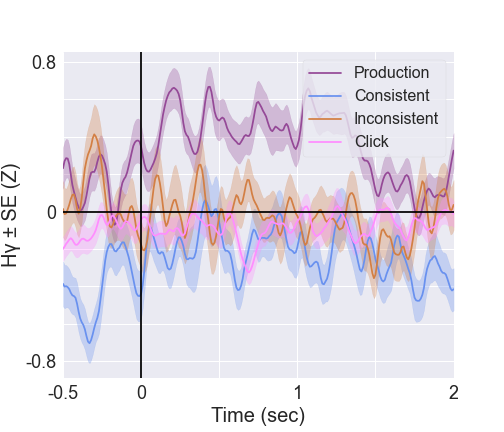 0.8
Production
Consistent
Inconsistent
Click
Hγ ± SE (Z)
0
-0.8
-0.5
0
1
2
Time (sec)